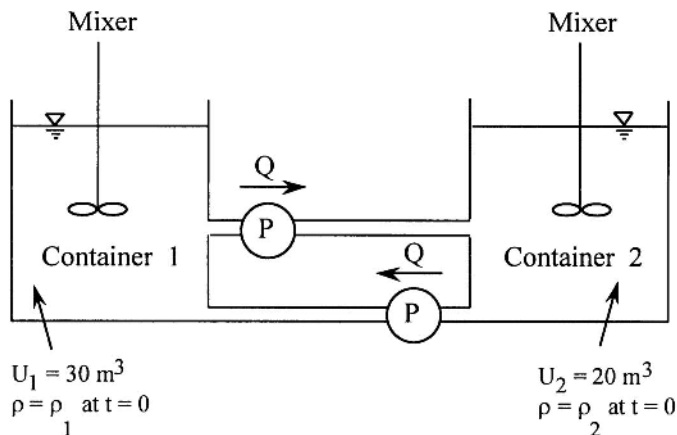 Mixer
Mixer
Q
P
Container 1
Container 2
Q
P
U₁ = 30 m³
ρ = ρ₁ at t = 0
U₂ = 20 m³
ρ = ρ₂ at t = 0